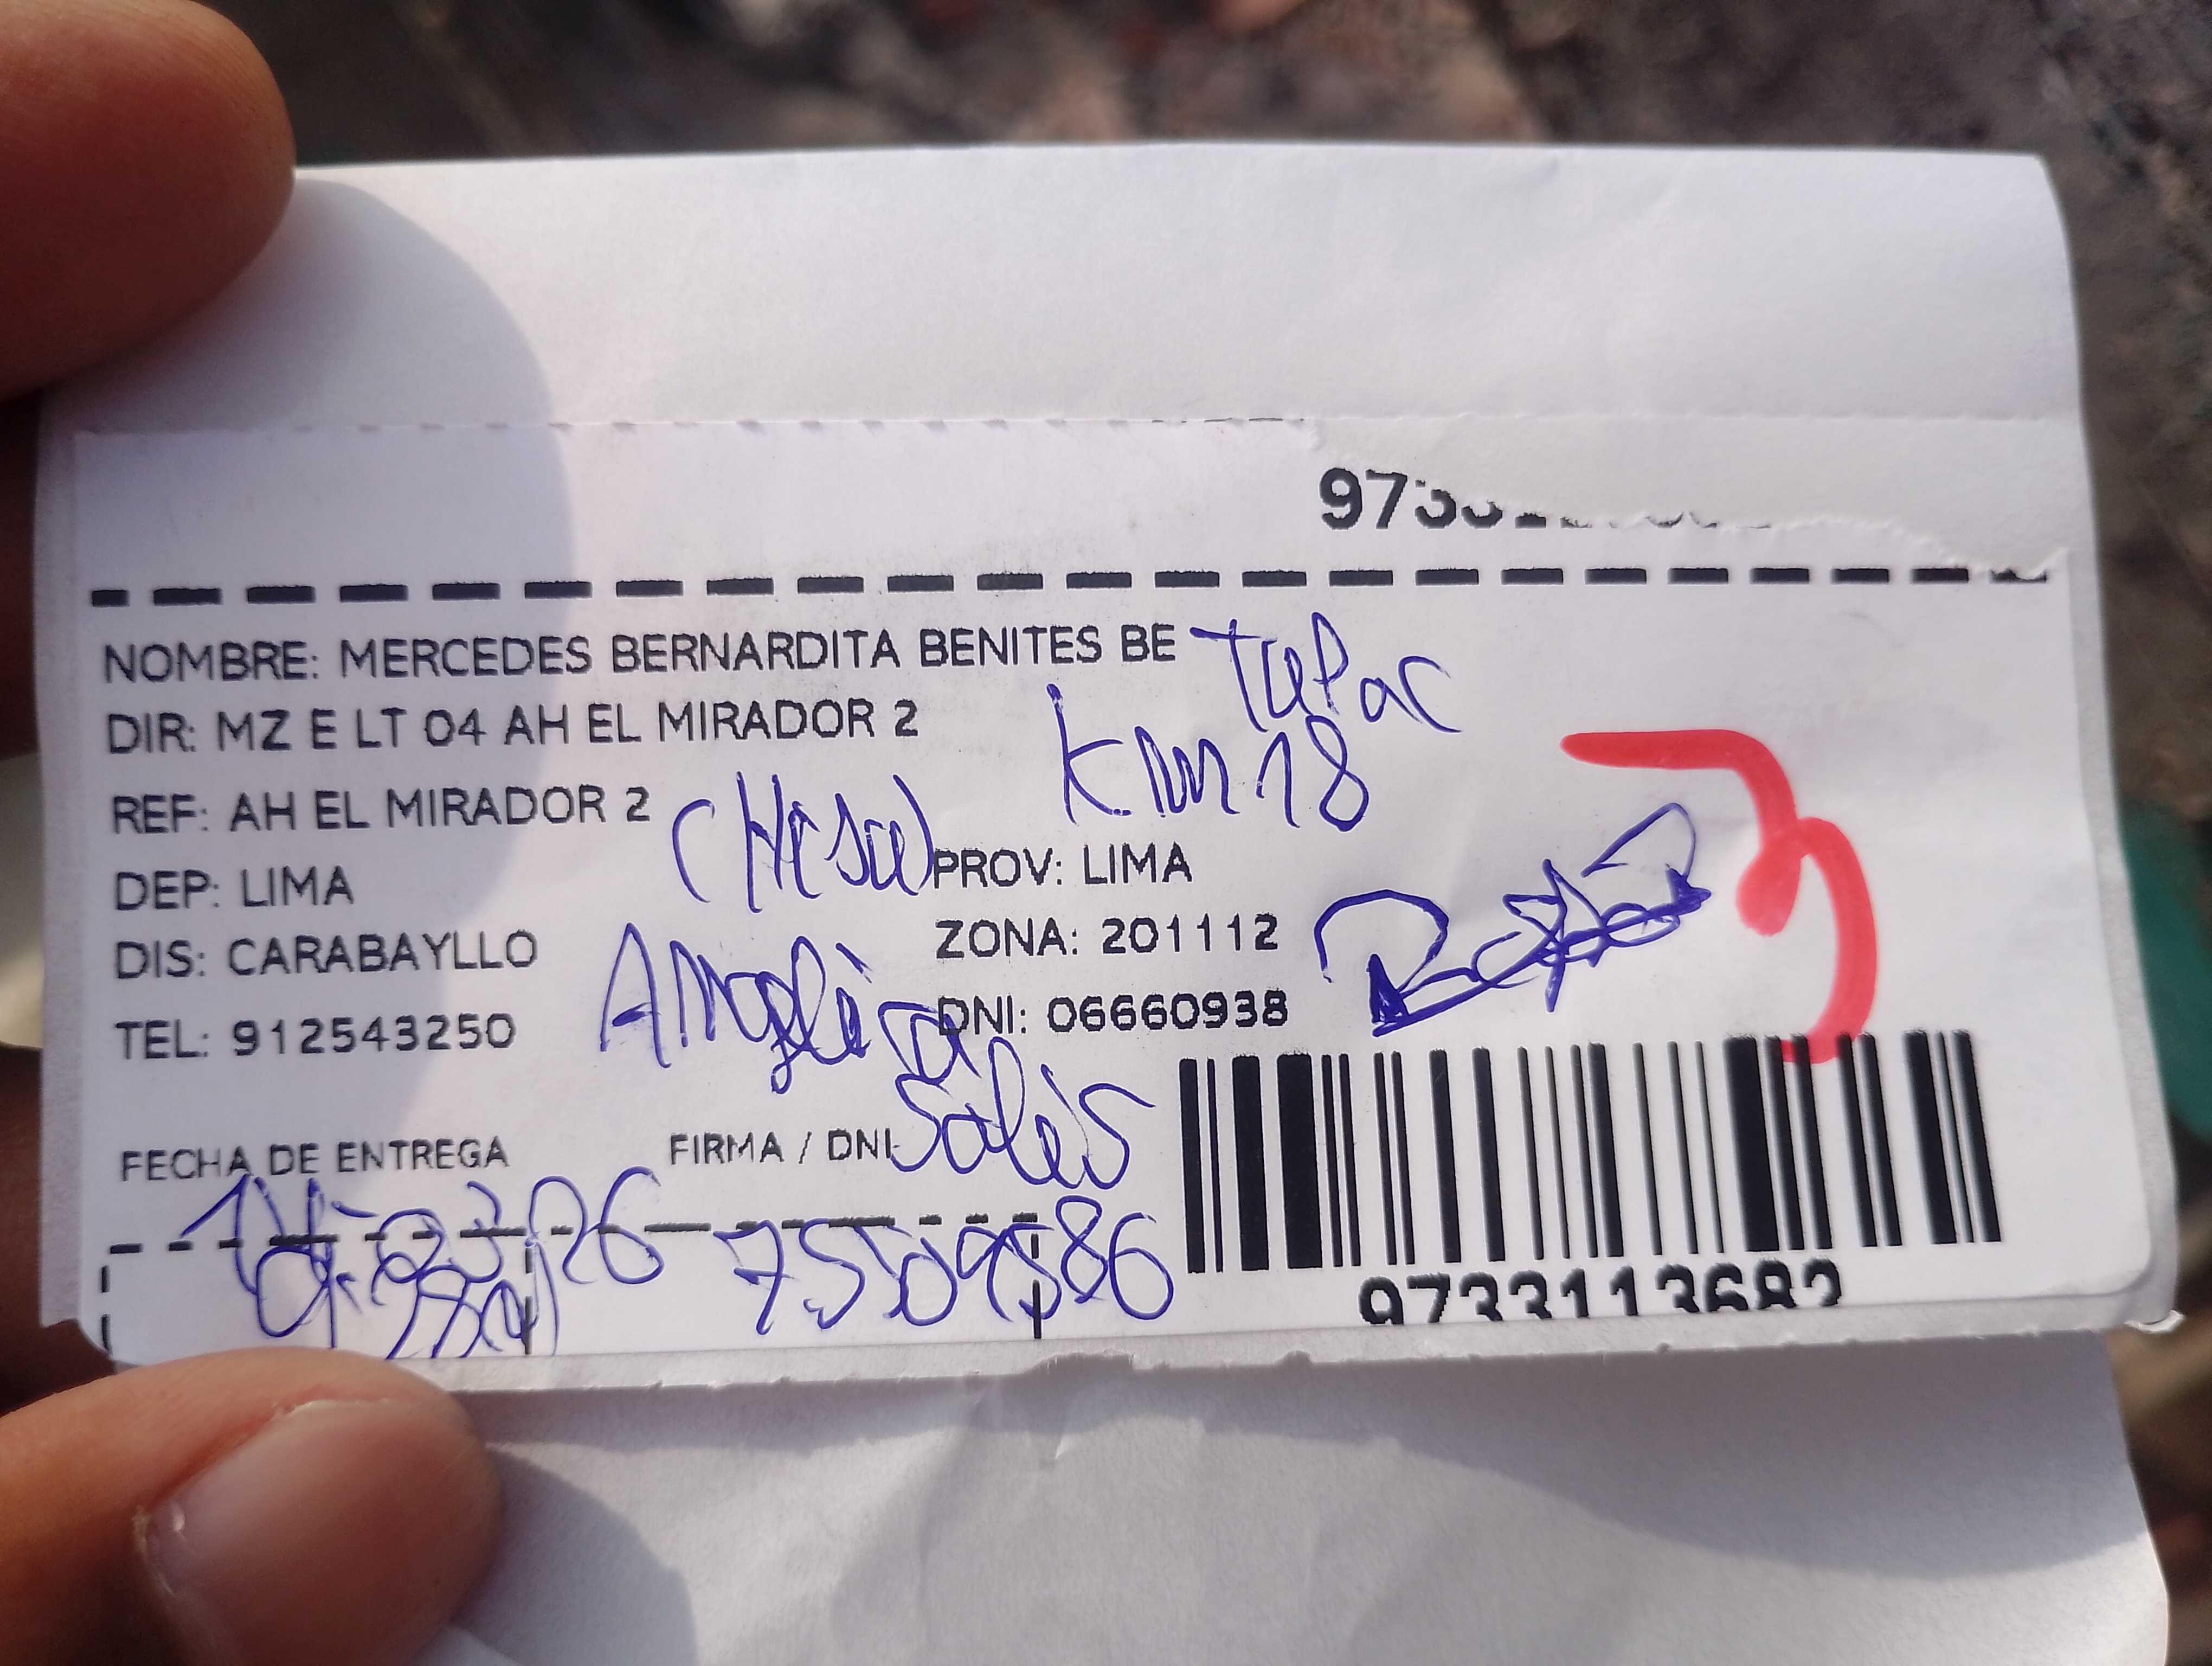 9733
NOMBRE: MERCEDES BERNARDITA BENITES BE
Tupac
DIR: MZ E LT 04 AH EL MIRADOR 2
Km 18
REF: AH EL MIRADOR 2
DEP: LIMA
PROV: LIMA
DIS: CARABAYLLO
ZONA: 201112
TEL: 912543250
DNI: 06660938
Solis
FECHA DE ENTREGA
FIRMA / DNI
9733113682